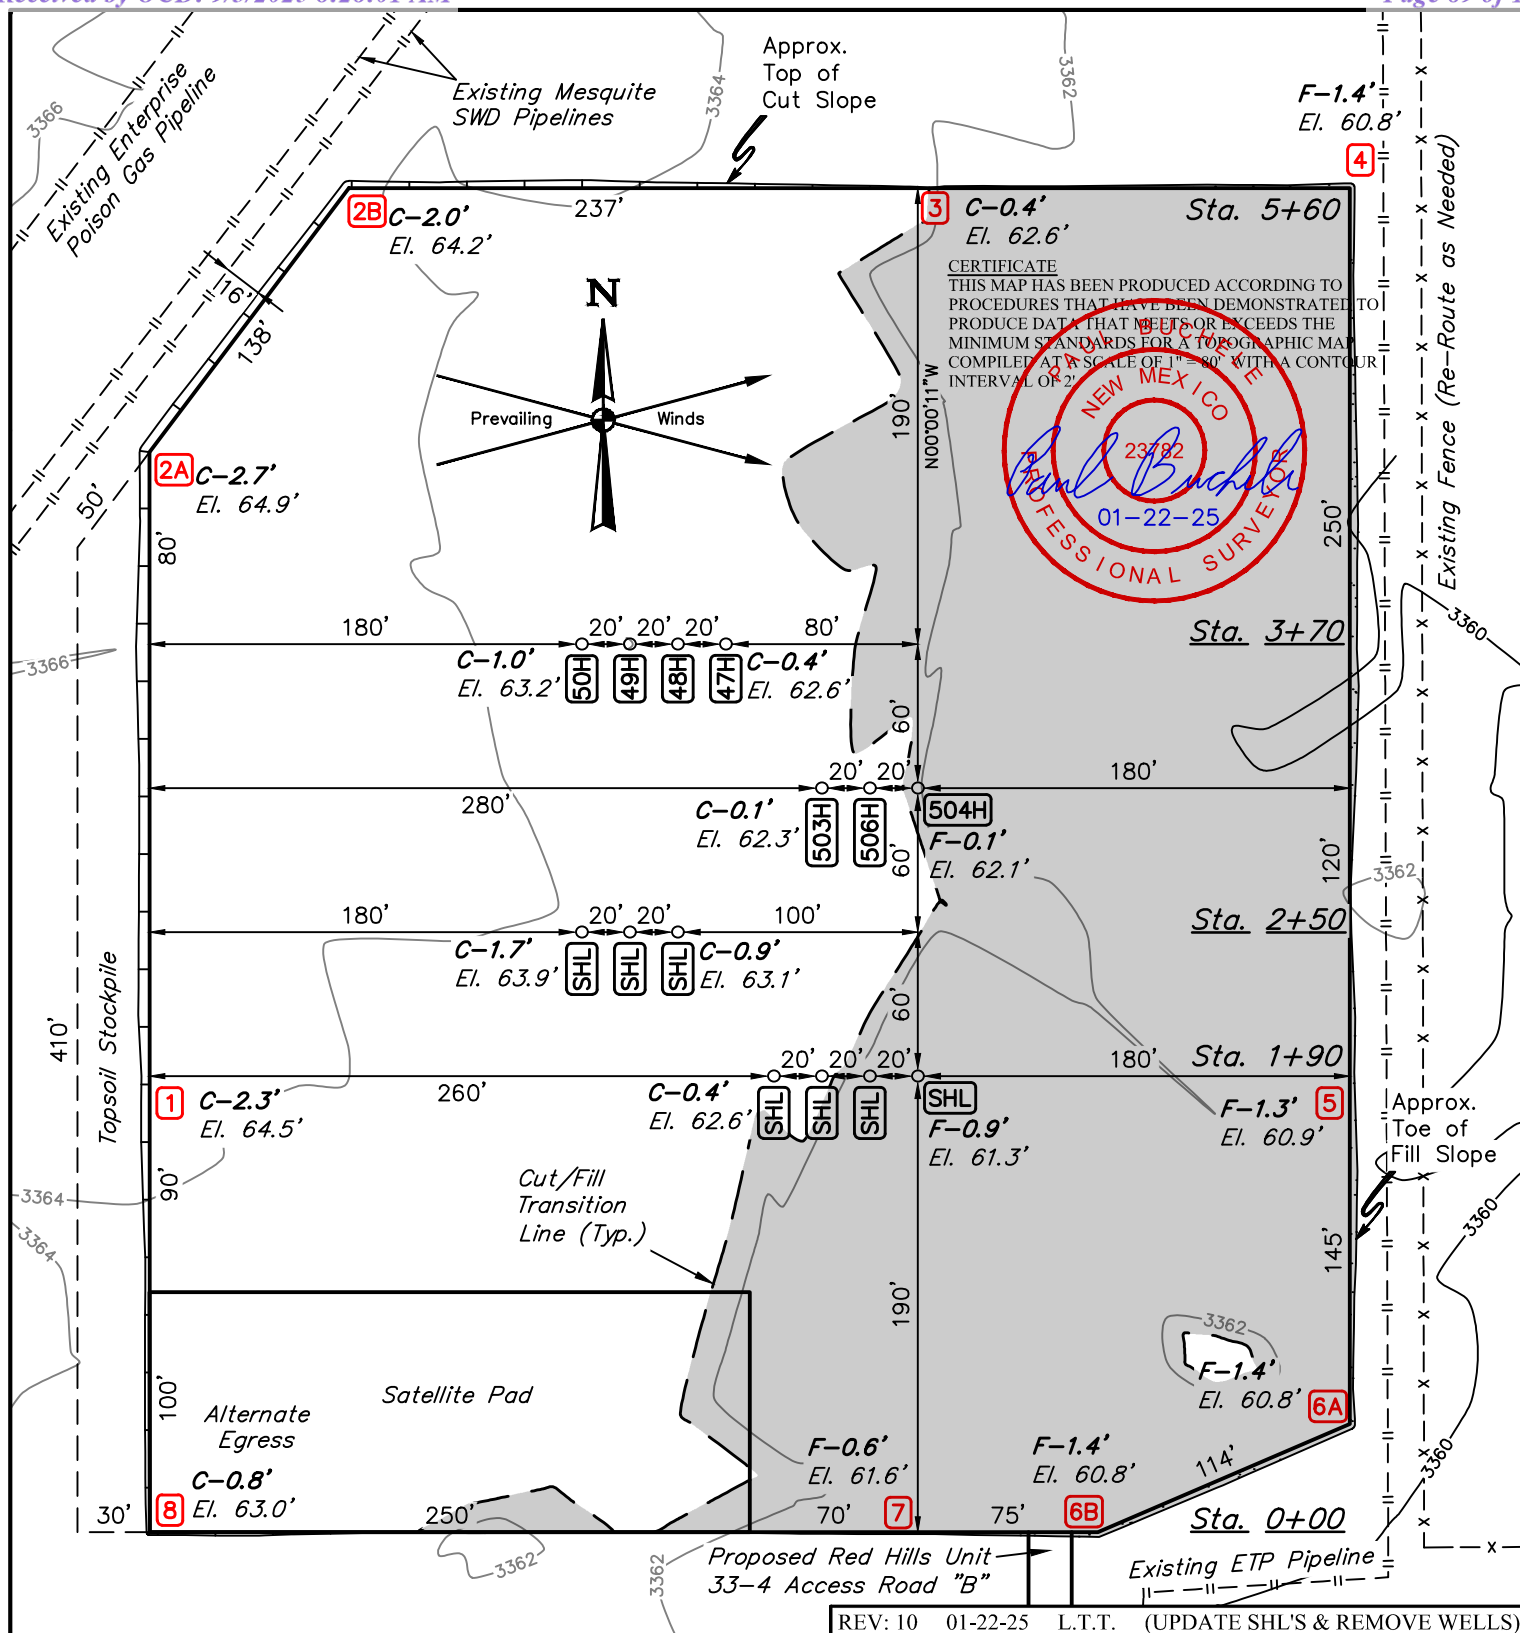 3366
Existing Enterprise
Poison Gas Pipeline
Existing Mesquite
SWD Pipelines
3364
Approx.
Top of
Cut Slope
3362
F-1.4'
El. 60.8'
4
Existing Fence (Re-Route as Needed)
2B
C-2.0'
El. 64.2'
237'
3
C-0.4'
El. 62.6'
Sta. 5+60
CERTIFICATE
THIS MAP HAS BEEN PRODUCED ACCORDING TO
PROCEDURES THAT HAVE BEEN DEMONSTRATED TO
PRODUCE DATA THAT MEETS OR EXCEEDS THE
MINIMUM STANDARDS FOR A TOPOGRAPHIC MAP
COMPILED AT A SCALE OF 1" = 80' WITH A CONTOUR
INTERVAL OF 2'.
PAUL BUCHELE
NEW MEXICO
23782
PROFESSIONAL SURVEYOR
Paul Buchele
01-22-25
16'
138'
N
Prevailing
Winds
190'
N00°00'11"W
250'
2A
C-2.7'
El. 64.9'
50'
80'
3366
180'
20'
20'
20'
80'
Sta. 3+70
C-1.0'
El. 63.2'
50H
49H
48H
47H
C-0.4'
El. 62.6'
3360
60'
280'
20'
20'
180'
C-0.1'
El. 62.3'
503H
506H
504H
F-0.1'
El. 62.1'
60'
120'
3362
180'
20'
20'
100'
Sta. 2+50
C-1.7'
El. 63.9'
SHL
SHL
SHL
C-0.9'
El. 63.1'
60'
410'
Topsoil Stockpile
260'
20'
20'
20'
180'
Sta. 1+90
1
C-2.3'
El. 64.5'
C-0.4'
El. 62.6'
SHL
SHL
SHL
SHL
F-0.9'
El. 61.3'
F-1.3'
El. 60.9'
5
Approx.
Toe of
Fill Slope
90'
3364
3364
Cut/Fill
Transition
Line (Typ.)
190'
145'
3360
3362
100'
Satellite Pad
Alternate
Egress
F-1.4'
El. 60.8'
6A
C-0.8'
El. 63.0'
8
30'
250'
F-0.6'
El. 61.6'
70'
7
75'
F-1.4'
El. 60.8'
6B
114'
3360
Sta. 0+00
3362
3362
Proposed Red Hills Unit
33-4 Access Road "B"
Existing ETP Pipeline
REV: 10 01-22-25 L.T.T. (UPDATE SHL'S & REMOVE WELLS)